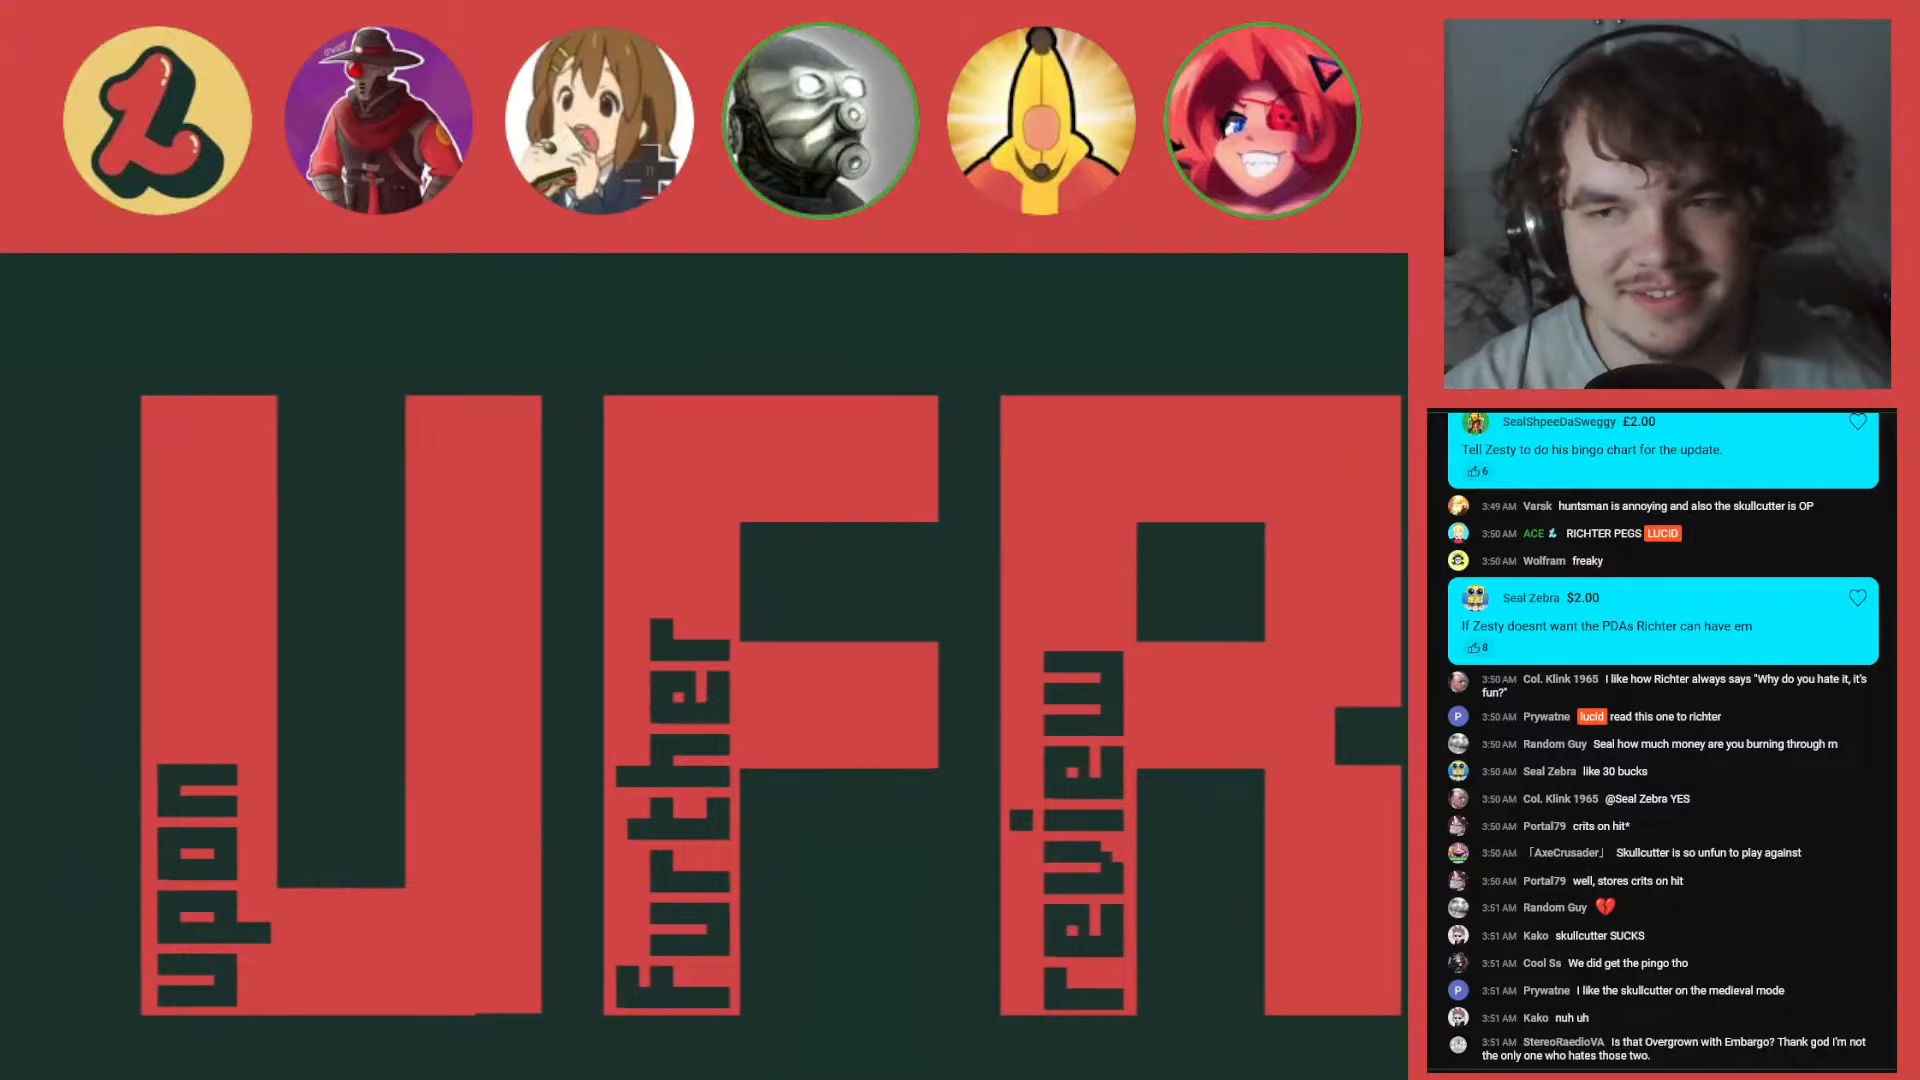 UFR
upon
further
review
SealShpeeDaSweggy £2.00
Tell Zesty to do his bingo chart for the update.
6
3:49 AM Varsk huntsman is annoying and also the skullcutter is OP
3:50 AM ACE RICHTER PEGS LUCID
3:50 AM Wolfram freaky
Seal Zebra $2.00
If Zesty doesnt want the PDAs Richter can have em
8
3:50 AM Col. Klink 1965 I like how Richter always says "Why do you hate it, it's
fun?"
P 3:50 AM Prywatne lucid read this one to richter
3:50 AM Random Guy Seal how much money are you burning through rn
3:50 AM Seal Zebra like 30 bucks
3:50 AM Col. Klink 1965 @Seal Zebra YES
3:50 AM Portal79 crits on hit*
3:50 AM 「AxeCrusader」 Skullcutter is so unfun to play against
3:50 AM Portal79 well, stores crits on hit
3:51 AM Random Guy 💔
3:51 AM Kako skullcutter SUCKS
3:51 AM Cool Ss We did get the pingo tho
P 3:51 AM Prywatne I like the skullcutter on the medieval mode
3:51 AM Kako nuh uh
3:51 AM StereoRaedioVA Is that Overgrown with Embargo? Thank god I'm not
the only one who hates those two.